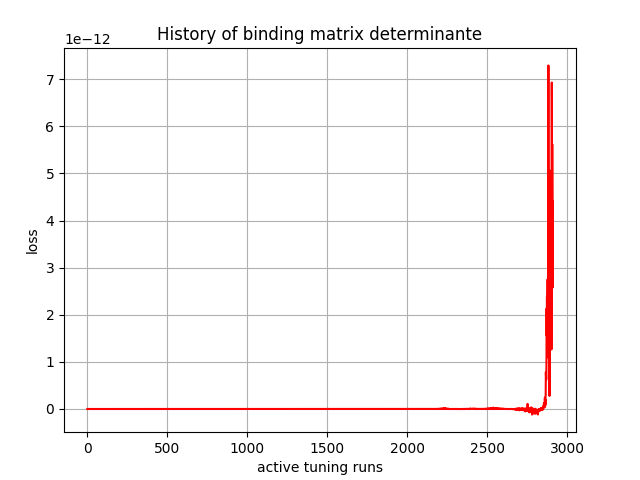 History of binding matrix determinante
1e−12
7
6
5
4
3
2
1
0
loss
0 500 1000 1500 2000 2500 3000
active tuning runs